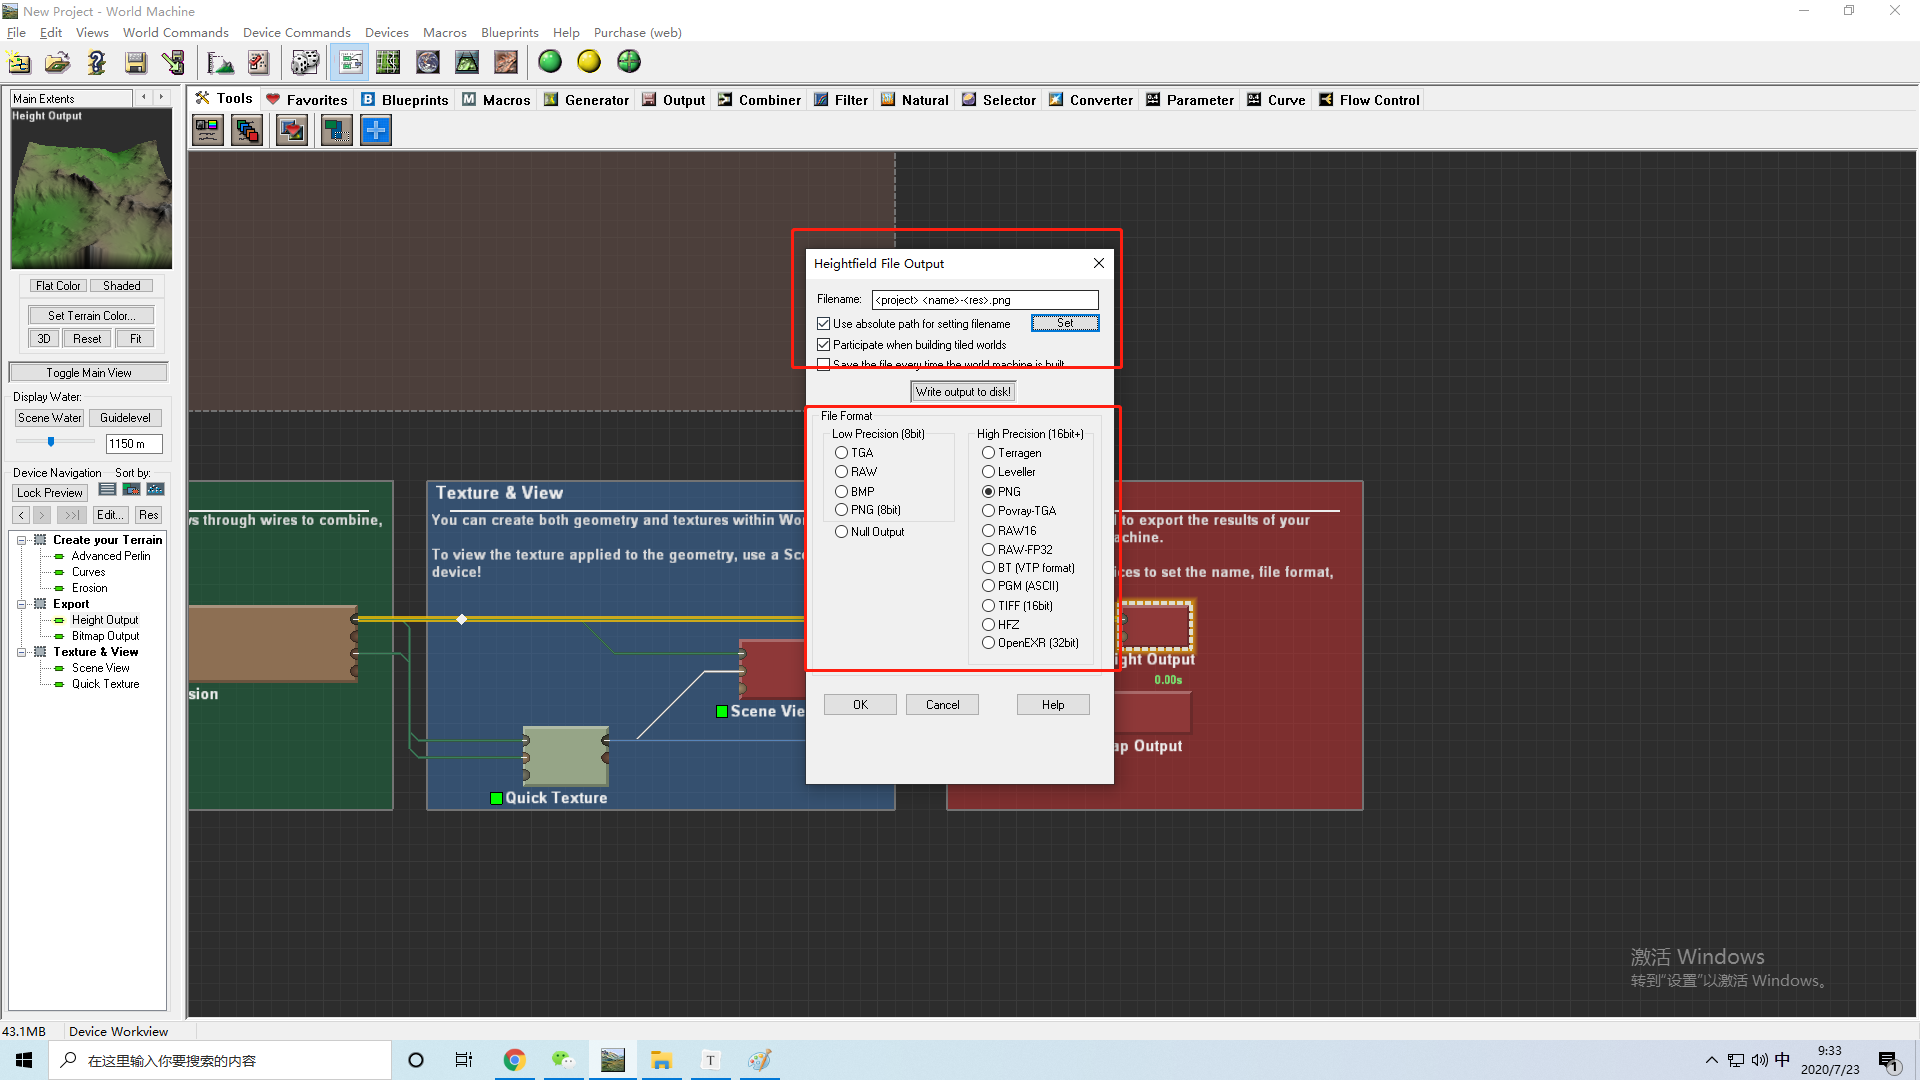 New Project - World Machine
File Edit Views World Commands Device Commands Devices Macros Blueprints Help Purchase (web)
Main Extents
Height Output
Tools Favorites Blueprints Macros Generator Output Combiner Filter Natural Selector Converter Parameter Curve Flow Control
Flat Color Shaded
Set Terrain Color...
3D Reset Fit
Toggle Main View
Display Water:
Scene Water Guidelevel
1150 m
Device Navigation Sort by:
Lock Preview
< > >>| Edit... Res
Create your Terrain
Advanced Perlin
Curves
Erosion
Export
Height Output
Bitmap Output
Texture & View
Scene View
Quick Texture
s through wires to combine,
sion
Texture & View
You can create both geometry and textures within Wo
To view the texture applied to the geometry, use a Sc
device!
Scene Vie
Quick Texture
Heightfield File Output
Filename: <project> <name>-<res>.png
Use absolute path for setting filename Set
Participate when building tiled worlds
Save the file every time the world machine is built
Write output to disk!
File Format
Low Precision (8bit)
TGA
RAW
BMP
PNG (8bit)
Null Output
High Precision (16bit+)
Terragen
Leveller
PNG
Povray-TGA
RAW16
RAW-FP32
BT (VTP format)
PGM (ASCII)
TIFF (16bit)
HFZ
OpenEXR (32bit)
OK Cancel Help
to export the results of your
achine.
ices to set the name, file format,
ght Output
0.00s
ap Output
激活 Windows
转到"设置"以激活 Windows。
43.1MB Device Workview
在这里输入你要搜索的内容
T
中
9:33
2020/7/23
1